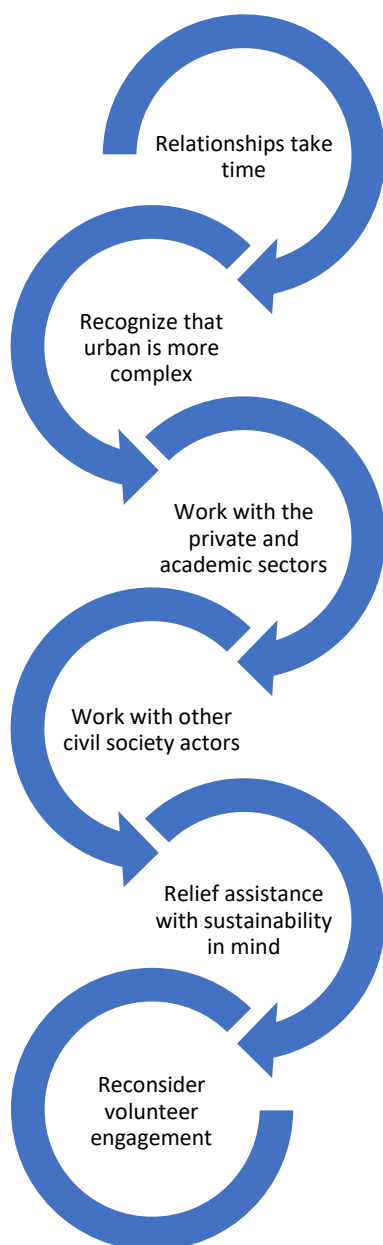 Relationships take
time
Recognize that
urban is more
complex
Work with the
private and
academic sectors
Work with other
civil society actors
Relief assistance
with sustainability
in mind
Reconsider
volunteer
engagement